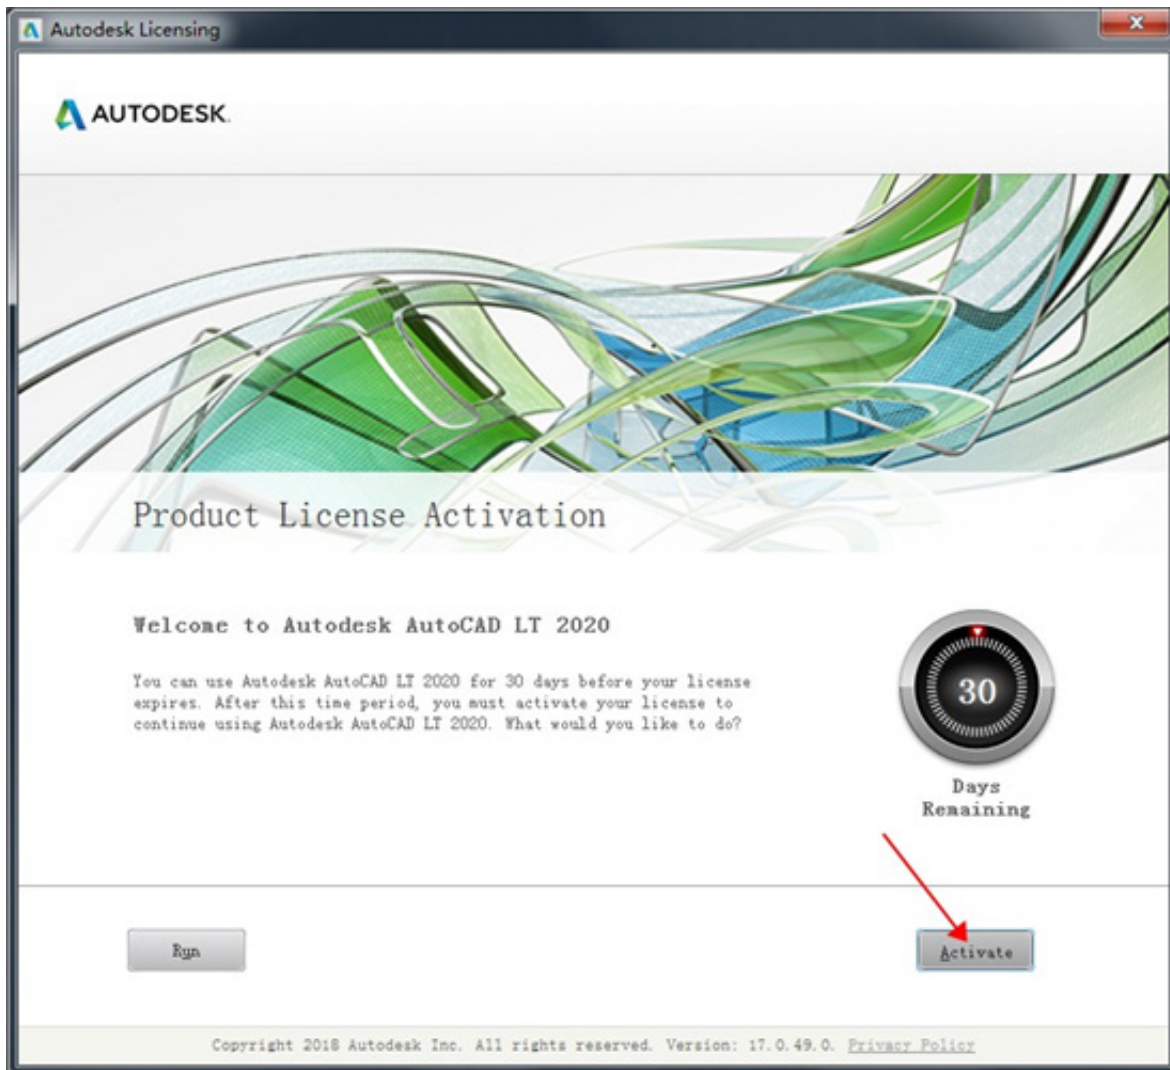 Autodesk Licensing
AUTODESK.
Product License Activation
Welcome to Autodesk AutoCAD LT 2020
You can use Autodesk AutoCAD LT 2020 for 30 days before your license
expires. After this time period, you must activate your license to
continue using Autodesk AutoCAD LT 2020. What would you like to do?
30
Days
Remaining
Run
Activate
Copyright 2018 Autodesk Inc. All rights reserved. Version: 17.0.49.0. Privacy Policy